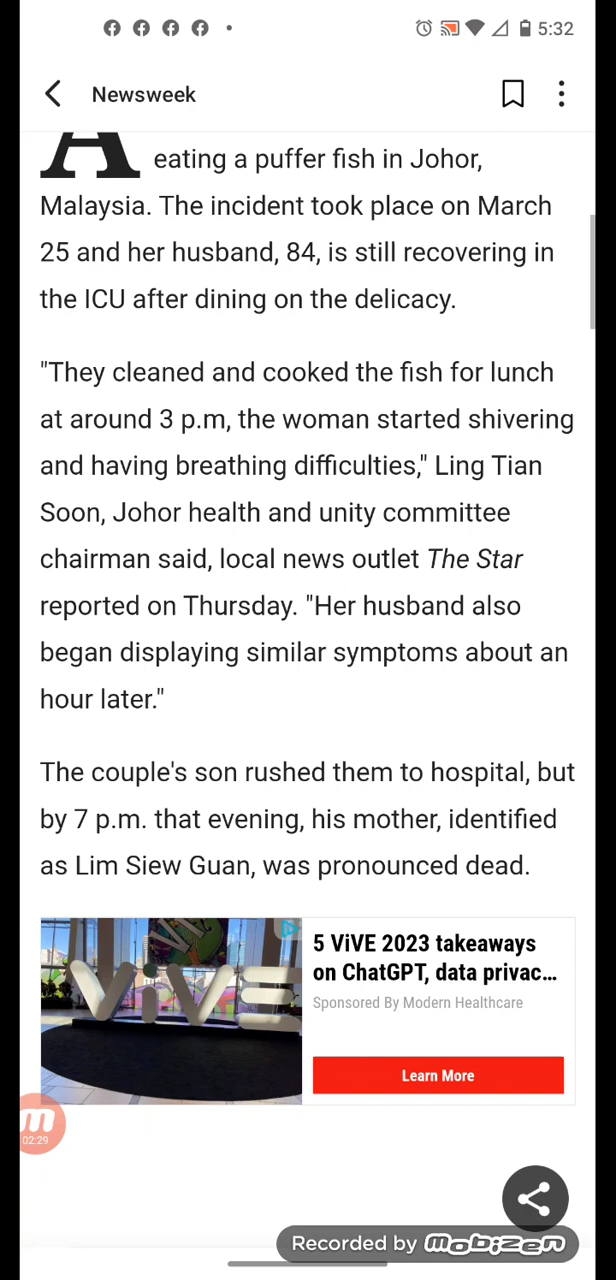 5:32
Newsweek
A eating a puffer fish in Johor,
Malaysia. The incident took place on March
25 and her husband, 84, is still recovering in
the ICU after dining on the delicacy.
"They cleaned and cooked the fish for lunch
at around 3 p.m, the woman started shivering
and having breathing difficulties," Ling Tian
Soon, Johor health and unity committee
chairman said, local news outlet The Star
reported on Thursday. "Her husband also
began displaying similar symptoms about an
hour later."
The couple's son rushed them to hospital, but
by 7 p.m. that evening, his mother, identified
as Lim Siew Guan, was pronounced dead.
ViVE
5 ViVE 2023 takeaways
on ChatGPT, data privac...
Sponsored By Modern Healthcare
Learn More
m
02:29
Recorded by mobizen